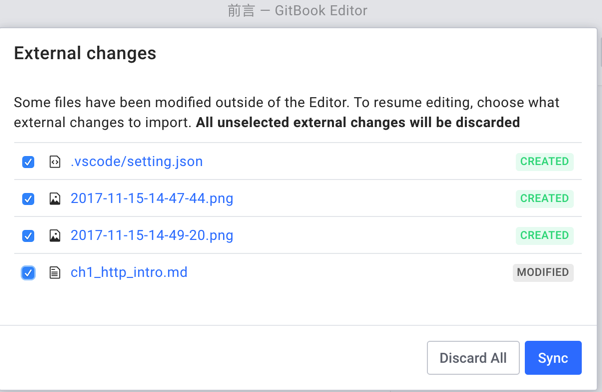 前言 — GitBook Editor
External changes
Some files have been modified outside of the Editor. To resume editing, choose what
external changes to import. All unselected external changes will be discarded
.vscode/setting.json CREATED
2017-11-15-14-47-44.png CREATED
2017-11-15-14-49-20.png CREATED
ch1_http_intro.md MODIFIED
Discard All Sync